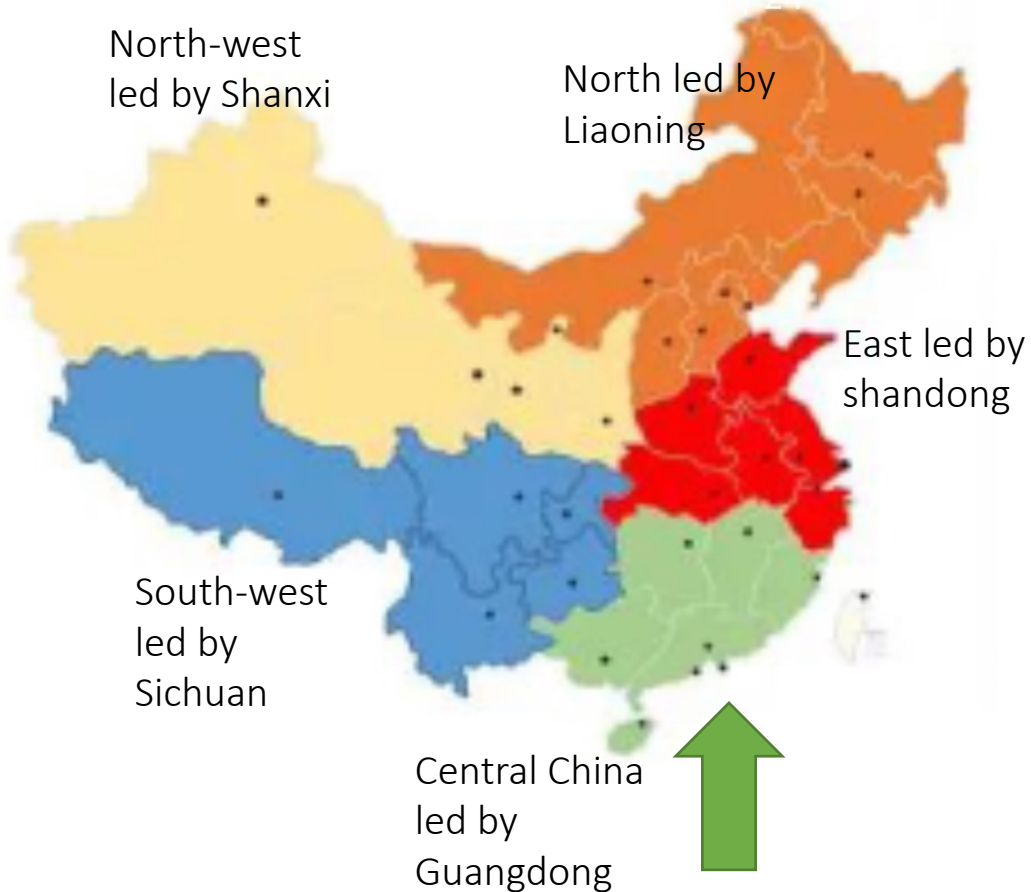 North-west
led by Shanxi
North led by
Liaoning
East led by
shandong
South-west
led by
Sichuan
Central China
led by
Guangdong